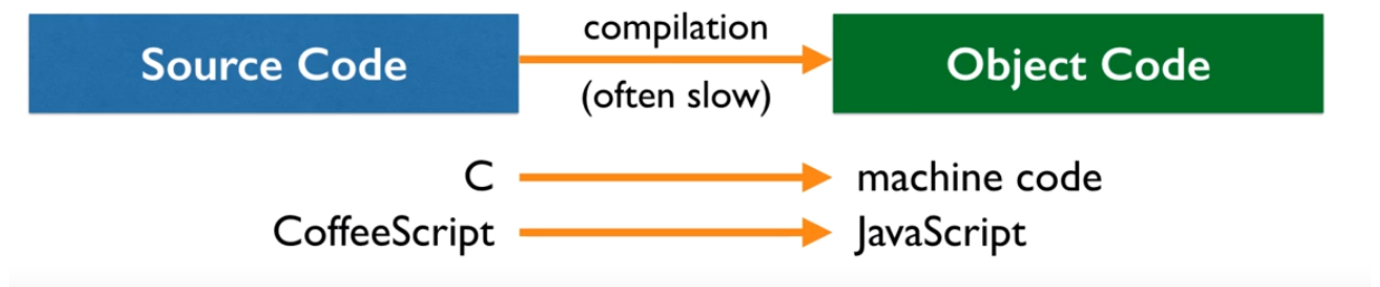 compilation
Source Code
Object Code
(often slow)
C
machine code
CoffeeScript
JavaScript